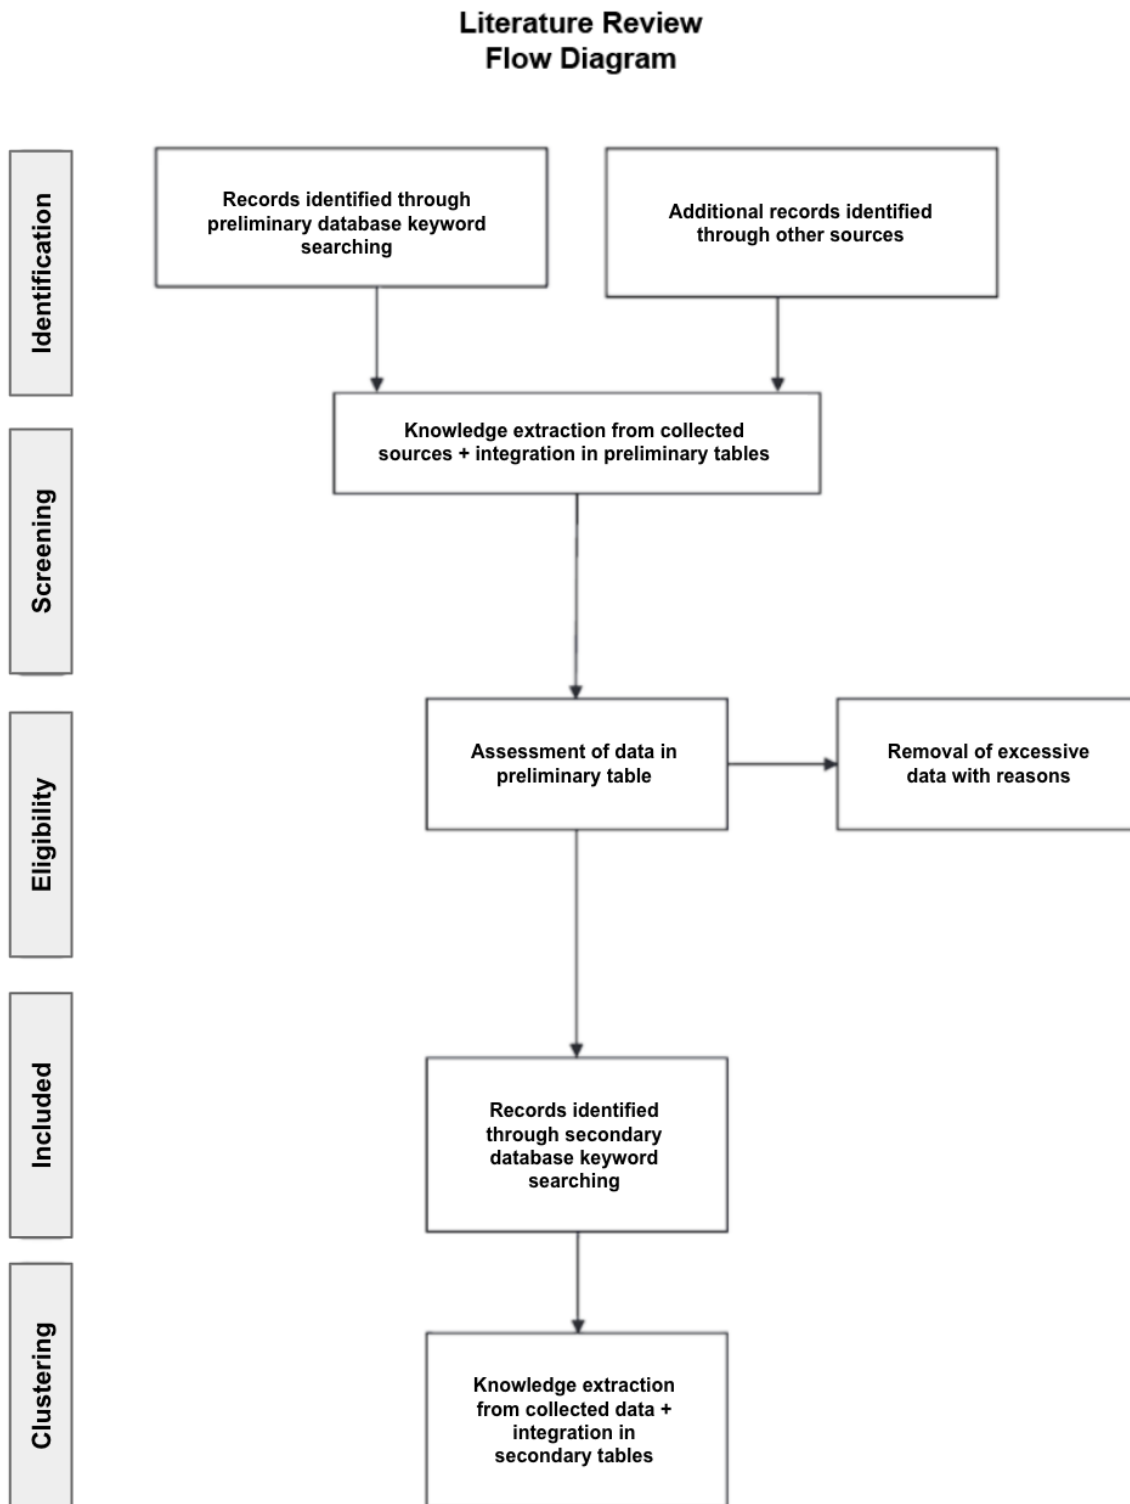 Literature Review
Flow Diagram
Identification
Records identified through
preliminary database keyword
searching
Additional records identified
through other sources
Screening
Knowledge extraction from collected
sources + integration in preliminary tables
Eligibility
Assessment of data in
preliminary table
Removal of excessive
data with reasons
Included
Records identified
through secondary
database keyword
searching
Clustering
Knowledge extraction
from collected data +
integration in
secondary tables